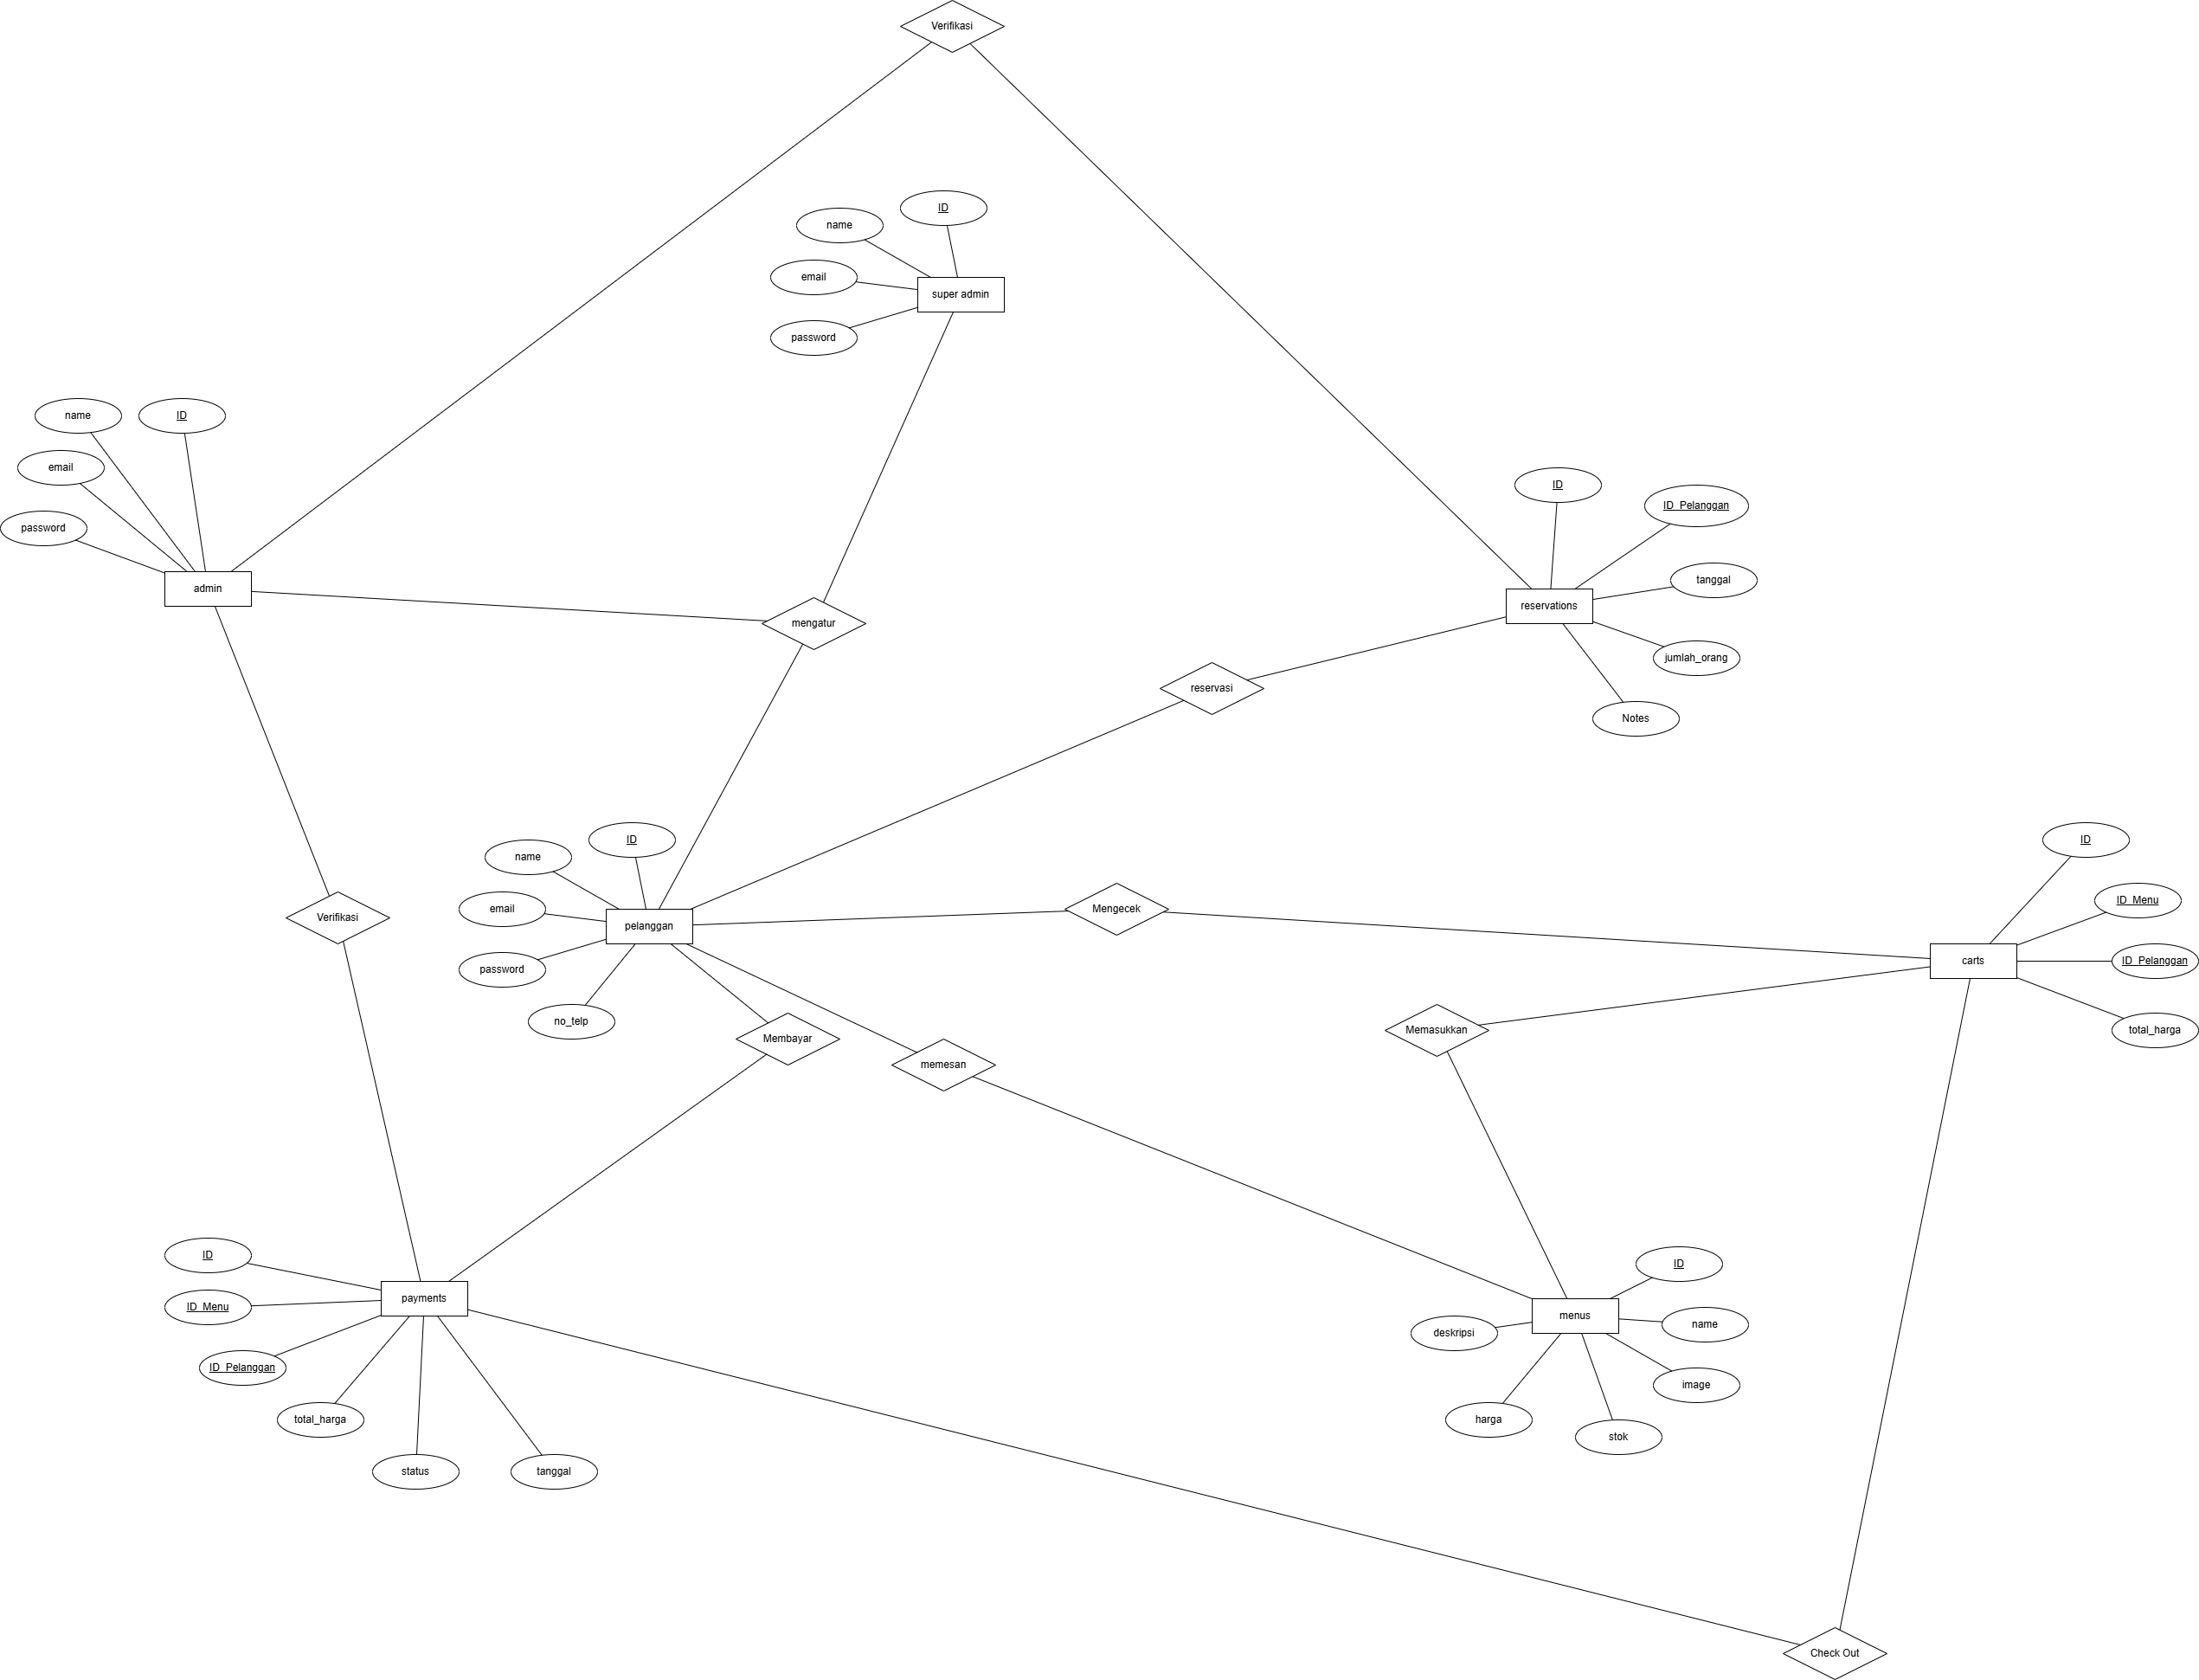 Verifikasi
ID
name
email
super admin
password
name
ID
email
password
admin
mengatur
ID
ID_Pelanggan
tanggal
reservations
jumlah_orang
reservasi
Notes
ID
name
email
pelanggan
password
no_telp
Verifikasi
Mengecek
ID
ID_Menu
carts
ID_Pelanggan
total_harga
Memasukkan
Membayar
memesan
ID
ID_Menu
payments
ID_Pelanggan
total_harga
status
tanggal
ID
menus
name
deskripsi
image
harga
stok
Check Out